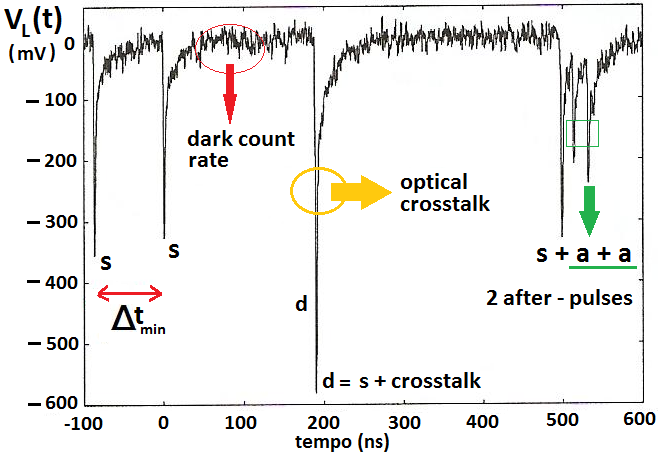 V_L(t)
(mV)
0
−100
−200
−300
−400
−500
−600
dark count
rate
optical
crosstalk
s
s
Δt_min
d
d = s + crosstalk
s + a + a
2 after - pulses
-100
0
100
200
300
400
500
600
tempo (ns)